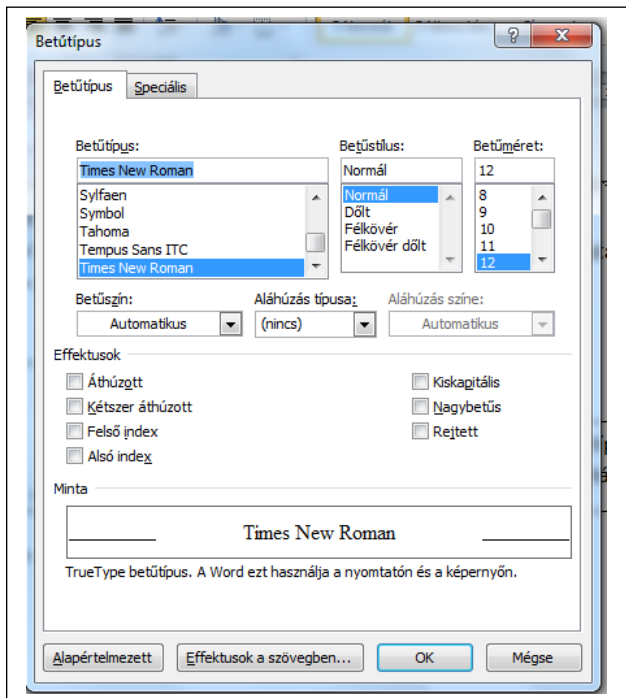 Betűtípus
Betűtípus Speciális
Betűtípus: Betűstílus: Betűméret:
Times New Roman Normál 12
Sylfaen Normál 8
Symbol Dőlt 9
Tahoma Félkövér 10
Tempus Sans ITC Félkövér dőlt 11
Times New Roman 12
Betűszín: Aláhúzás típusa: Aláhúzás színe:
Automatikus (nincs) Automatikus
Effektusok
Áthúzott Kiskapitális
Kétszer áthúzott Nagybetűs
Felső index Rejtett
Alsó index
Minta
Times New Roman
TrueType betűtípus. A Word ezt használja a nyomtatón és a képernyőn.
Alapértelmezett Effektusok a szövegben... OK Mégse